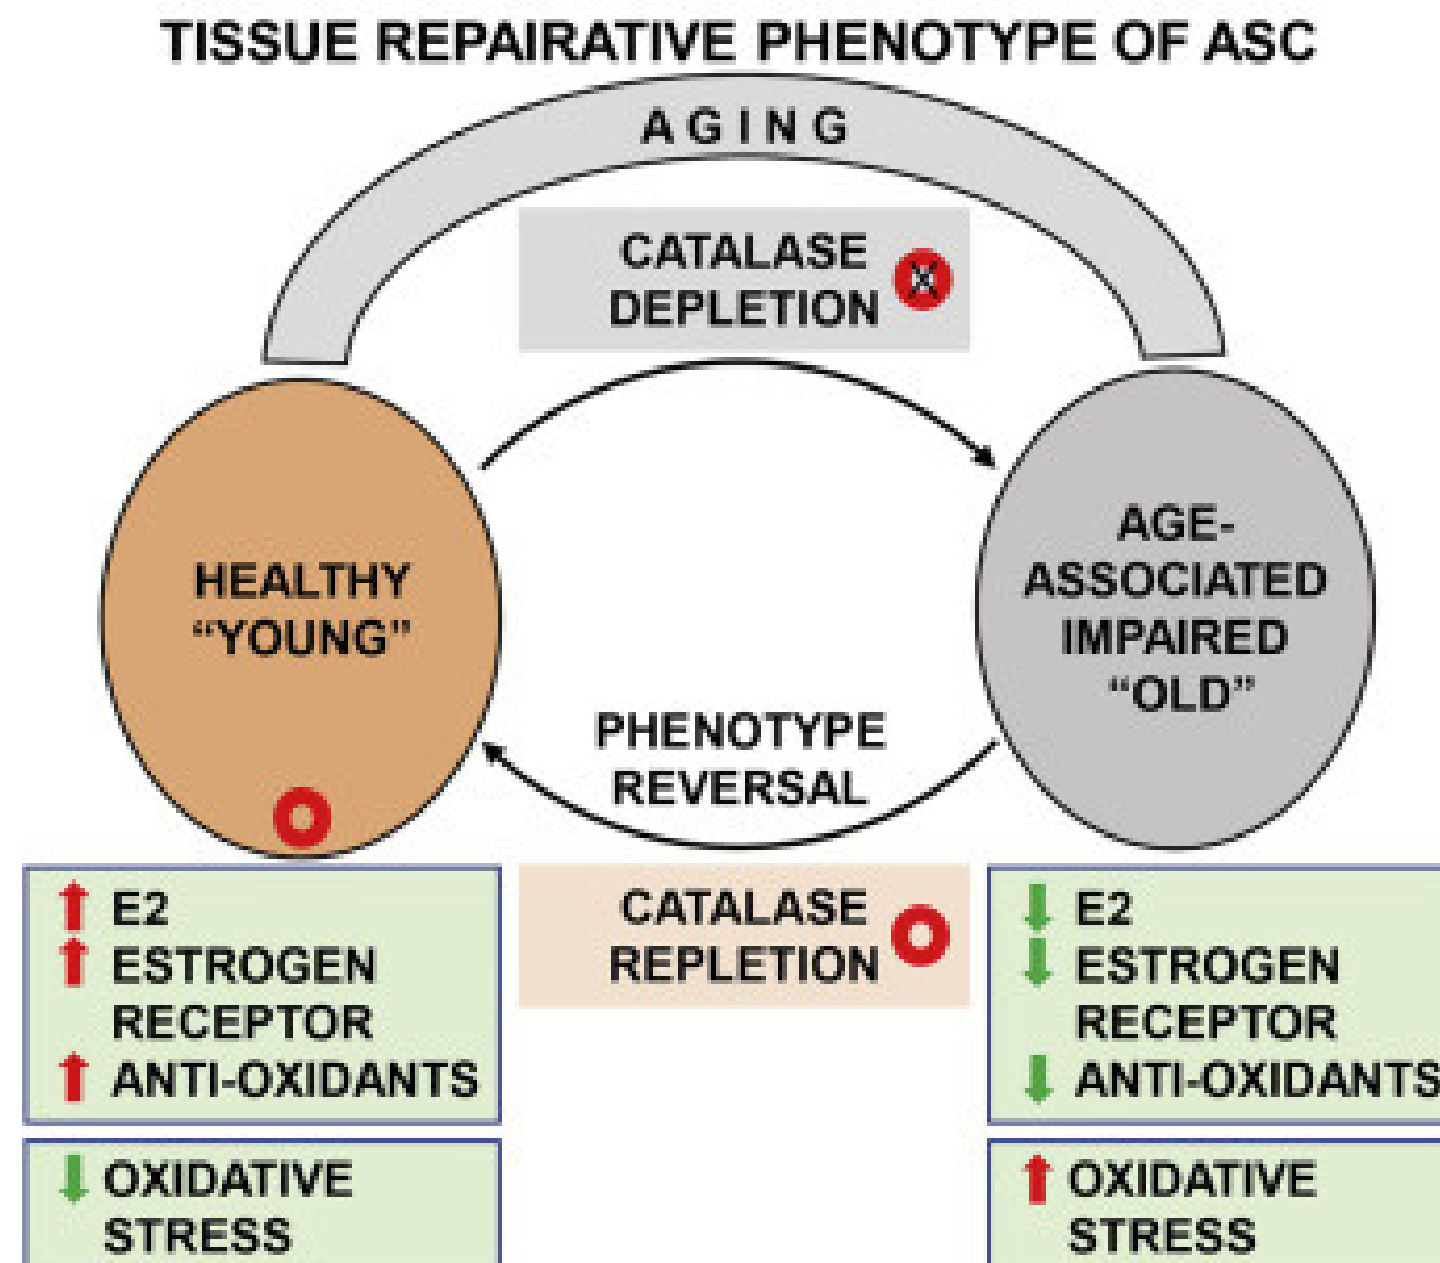 TISSUE REPAIRATIVE PHENOTYPE OF ASC
AGING
CATALASE
DEPLETION
HEALTHY
“YOUNG”
AGE-
ASSOCIATED
IMPAIRED
“OLD”
PHENOTYPE
REVERSAL
CATALASE
REPLETION
E2
ESTROGEN
RECEPTOR
ANTI-OXIDANTS
OXIDATIVE
STRESS
E2
ESTROGEN
RECEPTOR
ANTI-OXIDANTS
OXIDATIVE
STRESS